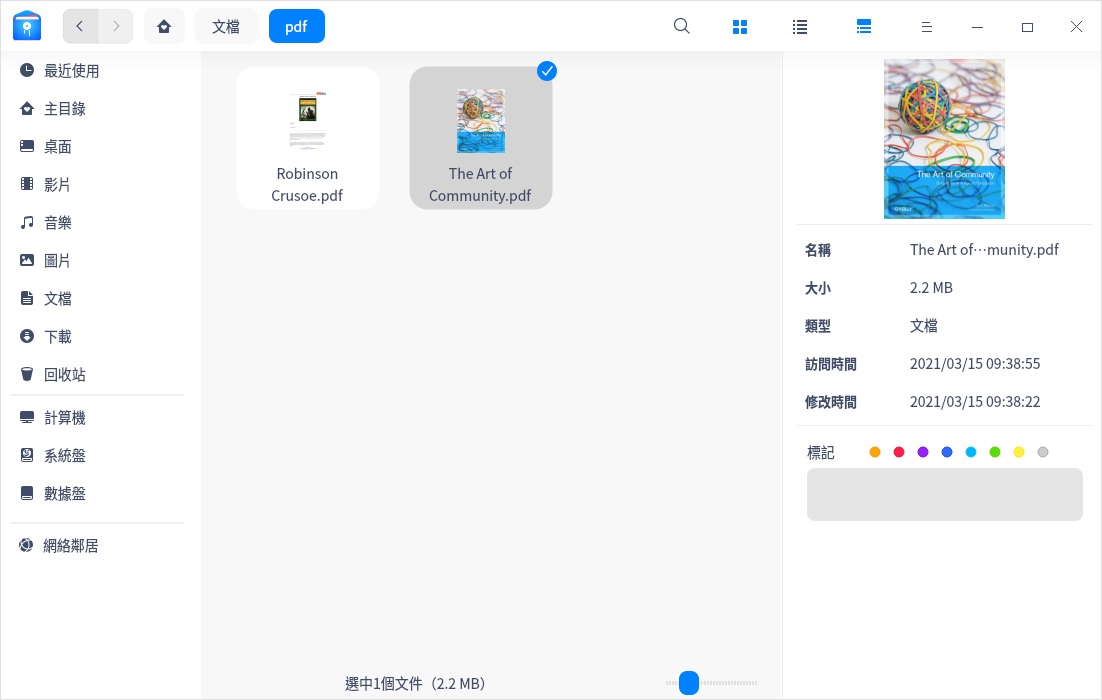 文檔
pdf
最近使用
主目錄
桌面
影片
音樂
圖片
文檔
下載
回收站
計算機
系統盤
數據盤
網絡鄰居
Robinson
Crusoe.pdf
The Art of
Community.pdf
選中1個文件（2.2 MB）
The Art of Community
名稱 The Art of⋯munity.pdf
大小 2.2 MB
類型 文檔
訪問時間 2021/03/15 09:38:55
修改時間 2021/03/15 09:38:22
標記